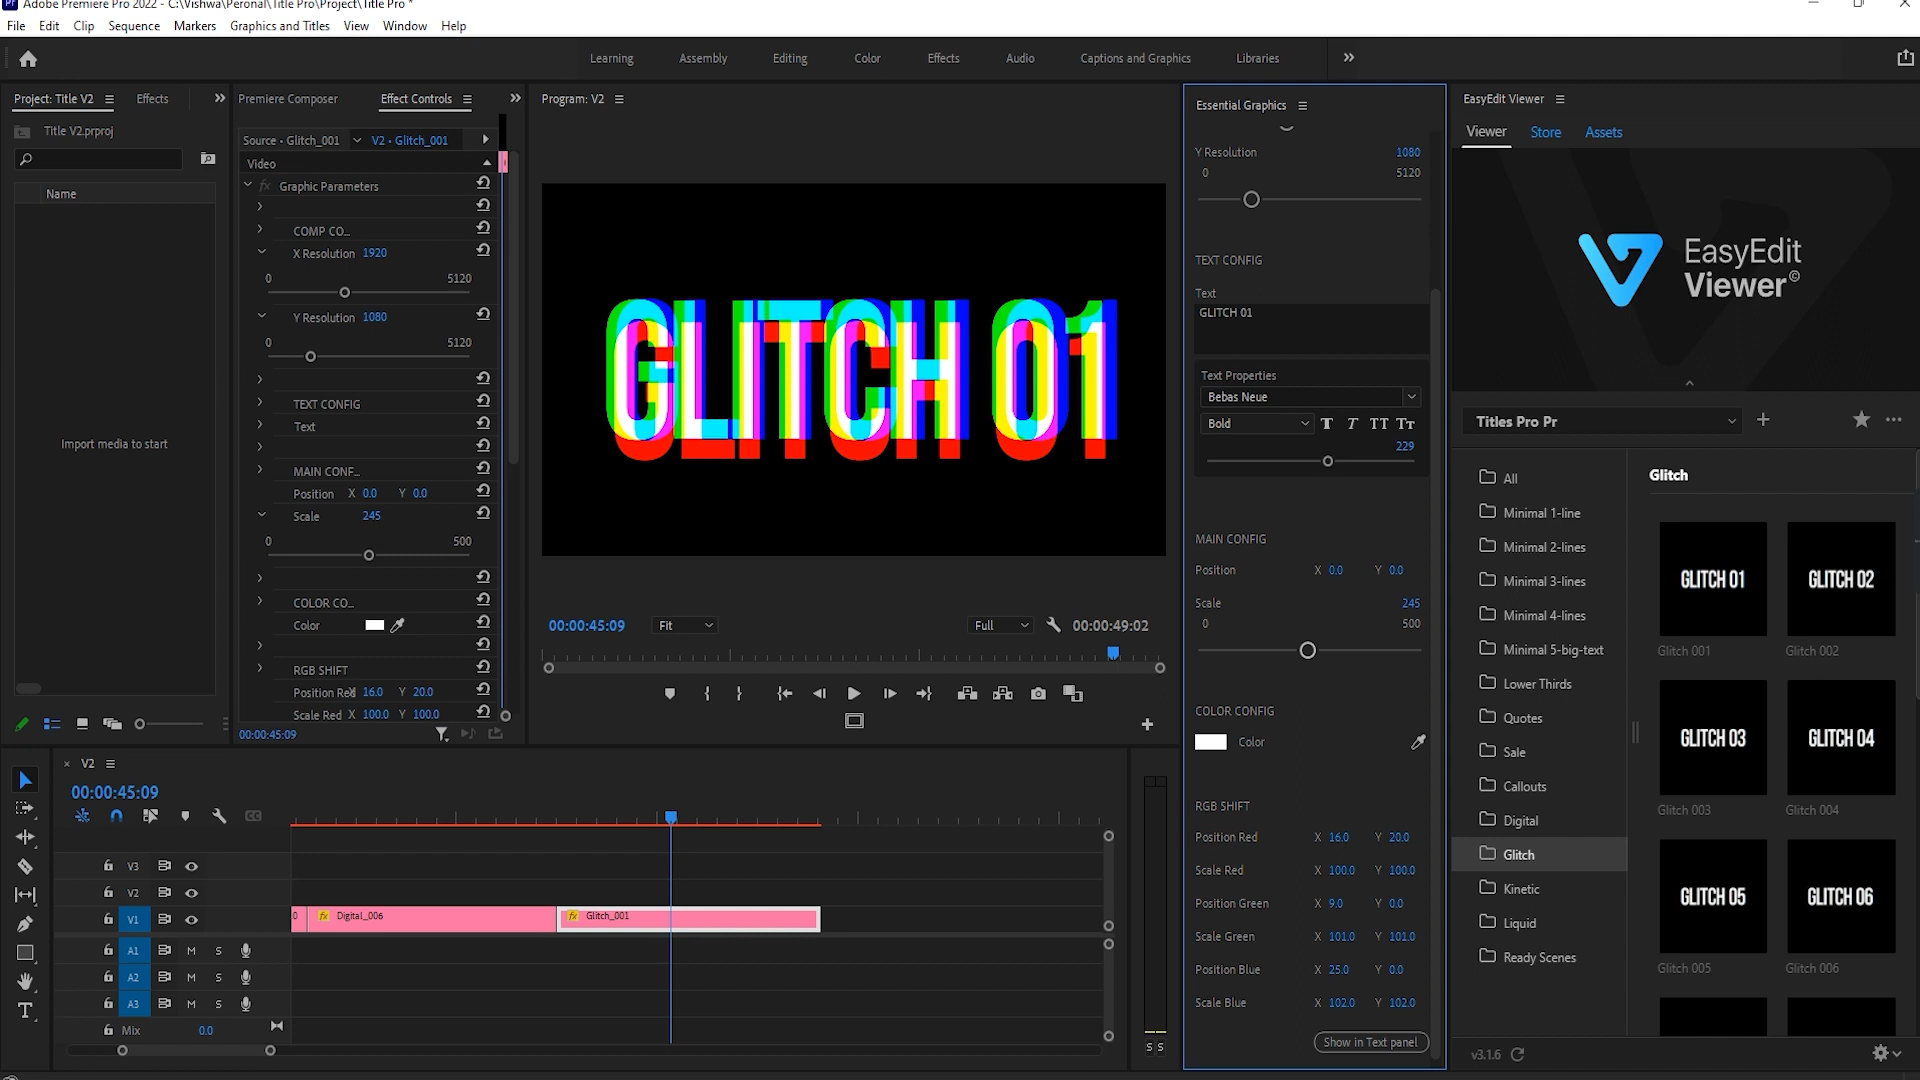 Adobe Premiere Pro 2022 - C:\Vishwa\Peronal\Title Pro\Project\Title Pro *
File Edit Clip Sequence Markers Graphics and Titles View Window Help
Learning Assembly Editing Color Effects Audio Captions and Graphics Libraries
Project: Title V2 Effects
Title V2.prproj
Name
Import media to start
Premiere Composer Effect Controls
Source • Glitch_001 V2 • Glitch_001
Video
fx Graphic Parameters
COMP CO...
X Resolution 1920
0 5120
Y Resolution 1080
0 5120
TEXT CONFIG
Text
MAIN CONF...
Position X 0.0 Y 0.0
Scale 245
0 500
COLOR CO...
Color
RGB SHIFT
Position Red X 16.0 Y 20.0
Scale Red X 100.0 Y 100.0
00:00:45:09
Program: V2
GLITCH 01
00:00:45:09 Fit Full 00:00:49:02
Essential Graphics
Y Resolution 1080
0 5120
TEXT CONFIG
Text
GLITCH 01
Text Properties
Bebas Neue
Bold T T TT Tт
229
MAIN CONFIG
Position X 0.0 Y 0.0
Scale 245
0 500
COLOR CONFIG
Color
RGB SHIFT
Position Red X 16.0 Y 20.0
Scale Red X 100.0 Y 100.0
Position Green X 9.0 Y 0.0
Scale Green X 101.0 Y 101.0
Position Blue X 25.0 Y 0.0
Scale Blue X 102.0 Y 102.0
Show in Text panel
EasyEdit Viewer
Viewer Store Assets
EasyEdit
Viewer©
Titles Pro Pr
All
Minimal 1-line
Minimal 2-lines
Minimal 3-lines
Minimal 4-lines
Minimal 5-big-text
Lower Thirds
Quotes
Sale
Callouts
Digital
Glitch
Kinetic
Liquid
Ready Scenes
Glitch
GLITCH 01 GLITCH 02
Glitch 001 Glitch 002
GLITCH 03 GLITCH 04
Glitch 003 Glitch 004
GLITCH 05 GLITCH 06
Glitch 005 Glitch 006
v3.1.6
× V2
00:00:45:09
V3
V2
V1 0 fx Digital_006 fx Glitch_001
A1 M S
A2 M S
A3 M S
Mix 0.0
S S